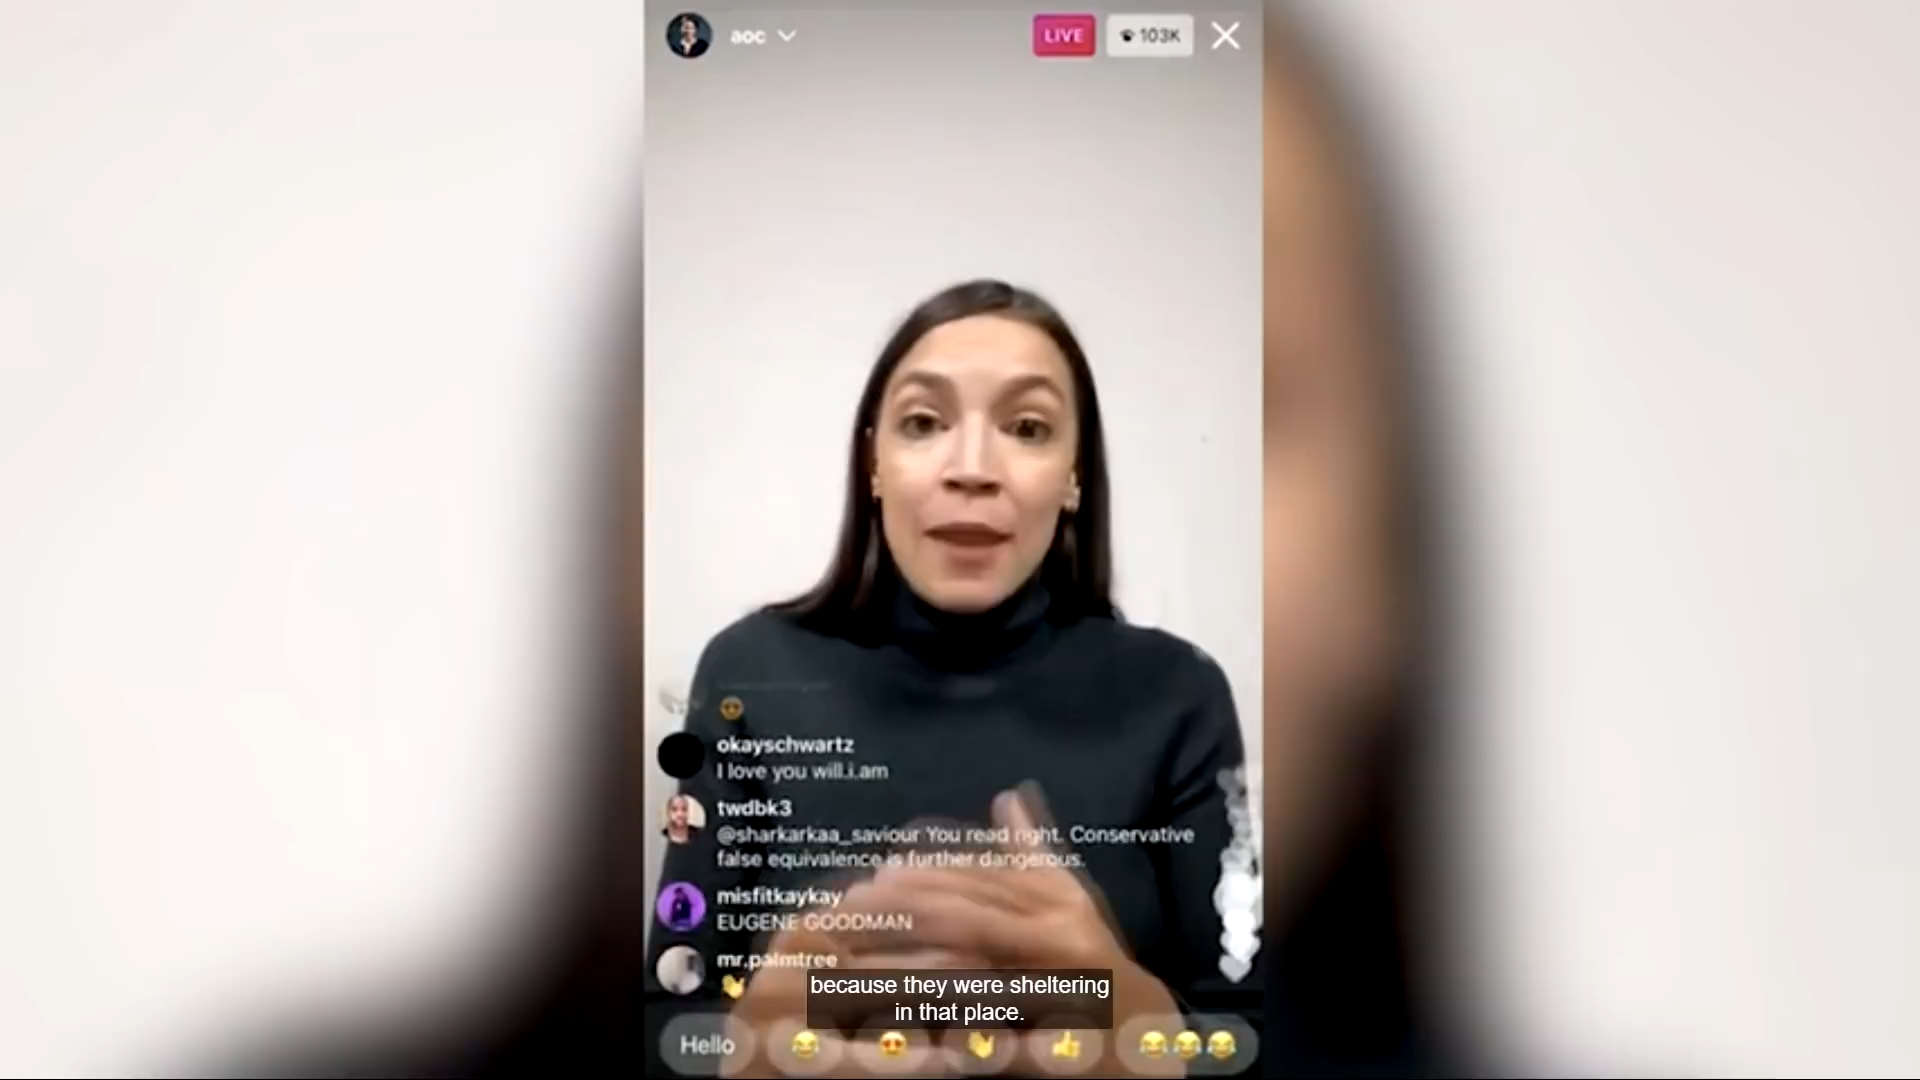 aoc
LIVE
103K
okayschwartz
I love you will.i.am
twdbk3
@sharkarkaa_saviour You read right. Conservative
false equivalence is further dangerous.
misfitkaykay
EUGENE GOODMAN
mr.palmtree
because they were sheltering
in that place.
Hello